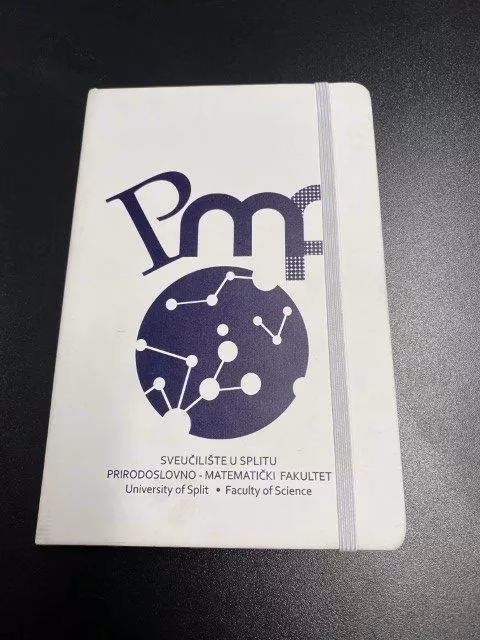 Pmf
SVEUČILIŠTE U SPLITU
PRIRODOSLOVNO - MATEMATIČKI FAKULTET
University of Split • Faculty of Science